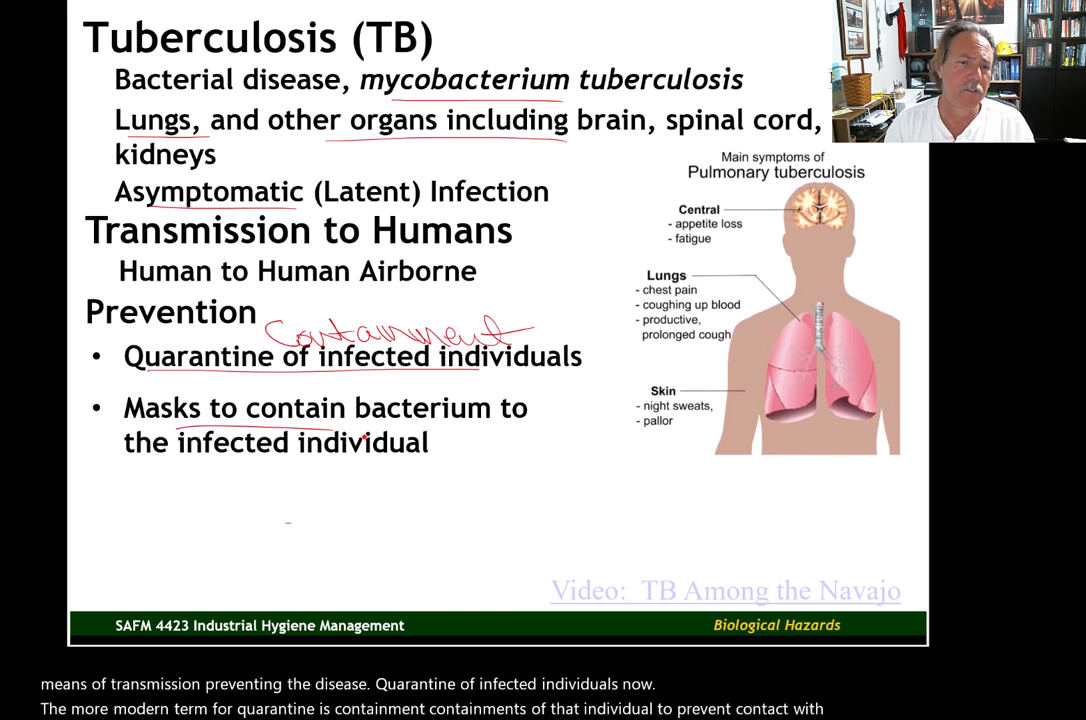 Tuberculosis (TB)
Bacterial disease, mycobacterium tuberculosis
Lungs, and other organs including brain, spinal cord,
kidneys
Asymptomatic (Latent) Infection
Transmission to Humans
Human to Human Airborne
Prevention
Containment
• Quarantine of infected individuals
• Masks to contain bacterium to
the infected individual
Main symptoms of
Pulmonary tuberculosis
Central
- appetite loss
- fatigue
Lungs
- chest pain
- coughing up blood
- productive,
prolonged cough
Skin
- night sweats,
- pallor
Video: TB Among the Navajo
SAFM 4423 Industrial Hygiene Management
Biological Hazards
means of transmission preventing the disease. Quarantine of infected individuals now.
The more modern term for quarantine is containment containments of that individual to prevent contact with